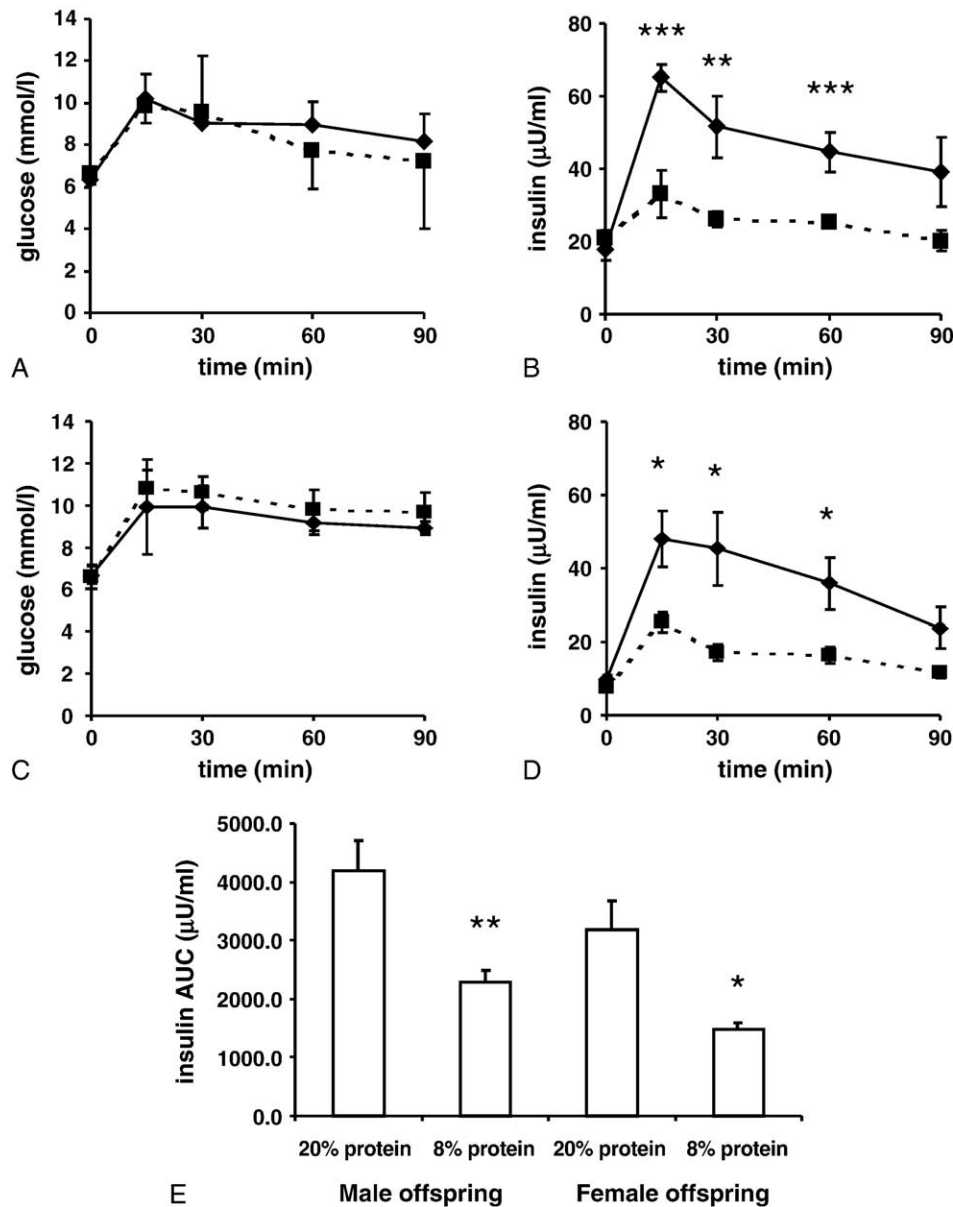 14
12
10
8
6
4
2
0
glucose (mmol/l)
0 30 60 90
time (min)
A
80
60
40
20
0
insulin (µU/ml)
*** ** ***
0 30 60 90
time (min)
B
14
12
10
8
6
4
2
0
glucose (mmol/l)
0 30 60 90
time (min)
C
80
60
40
20
0
insulin (µU/ml)
* * *
0 30 60 90
time (min)
D
5000.0
4000.0
3000.0
2000.0
1000.0
0.0
insulin AUC (µU/ml)
** *
20% protein 8% protein 20% protein 8% protein
Male offspring Female offspring
E